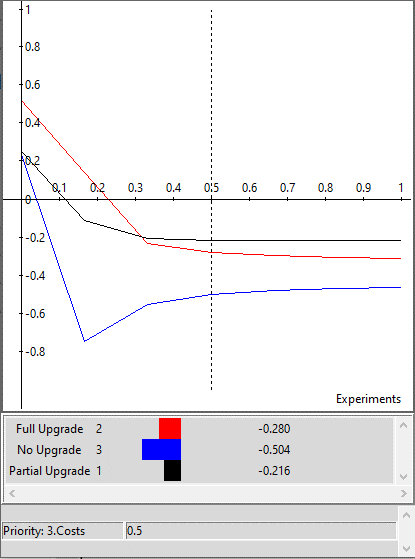 1
0.8
0.6
0.4
0.2
0.1 0.2 0.3 0.4 0.5 0.6 0.7 0.8 0.9 1
0
-0.2
-0.4
-0.6
-0.8
Experiments
Full Upgrade 2 -0.280
No Upgrade 3 -0.504
Partial Upgrade 1 -0.216
Priority: 3.Costs 0.5